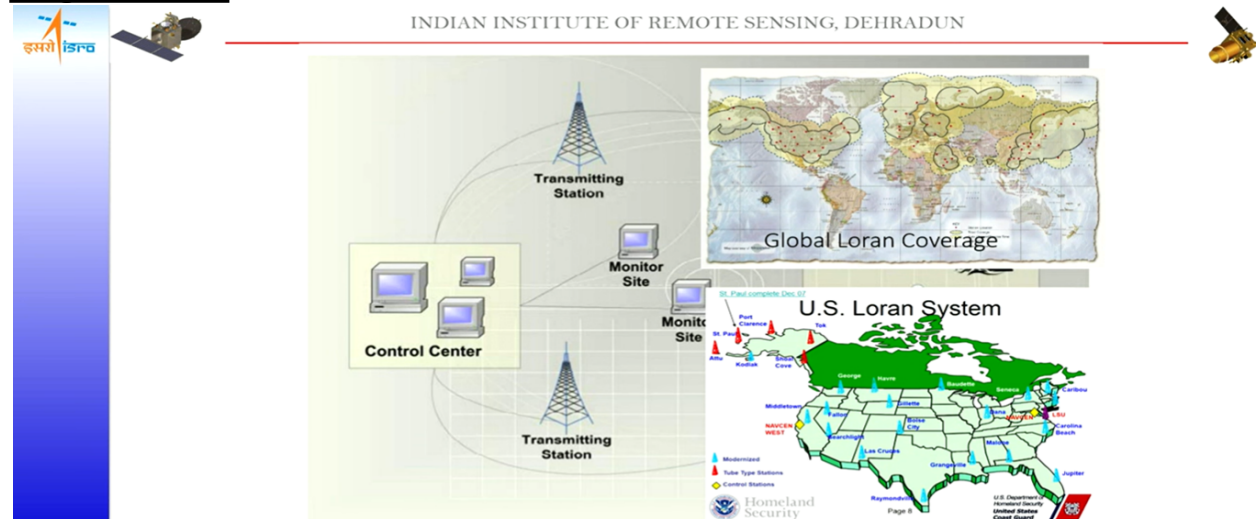 इसरो isro
INDIAN INSTITUTE OF REMOTE SENSING, DEHRADUN
Transmitting
Station
Monitor
Site
Monito
Site
Control Center
Transmitting
Station
Global Loran Coverage
St. Paul complete Dec 07
U.S. Loran System
Port
Clarence
Tok
St. Paul
Attu
Kodiak
Shoal
Cove
George
Havre
Baudette
Seneca
Caribou
Middletown
Fallon
Gillette
Dana
NAVCEN
LSU
NAVCEN
WEST
Searchlight
Boise
City
Carolina
Beach
Las Cruces
Malone
Grangeville
Jupiter
Raymondville
Modernized
Tube Type Stations
Control Stations
Homeland
Security
Page 8
U.S. Department of
Homeland Security
United States
Coast Guard